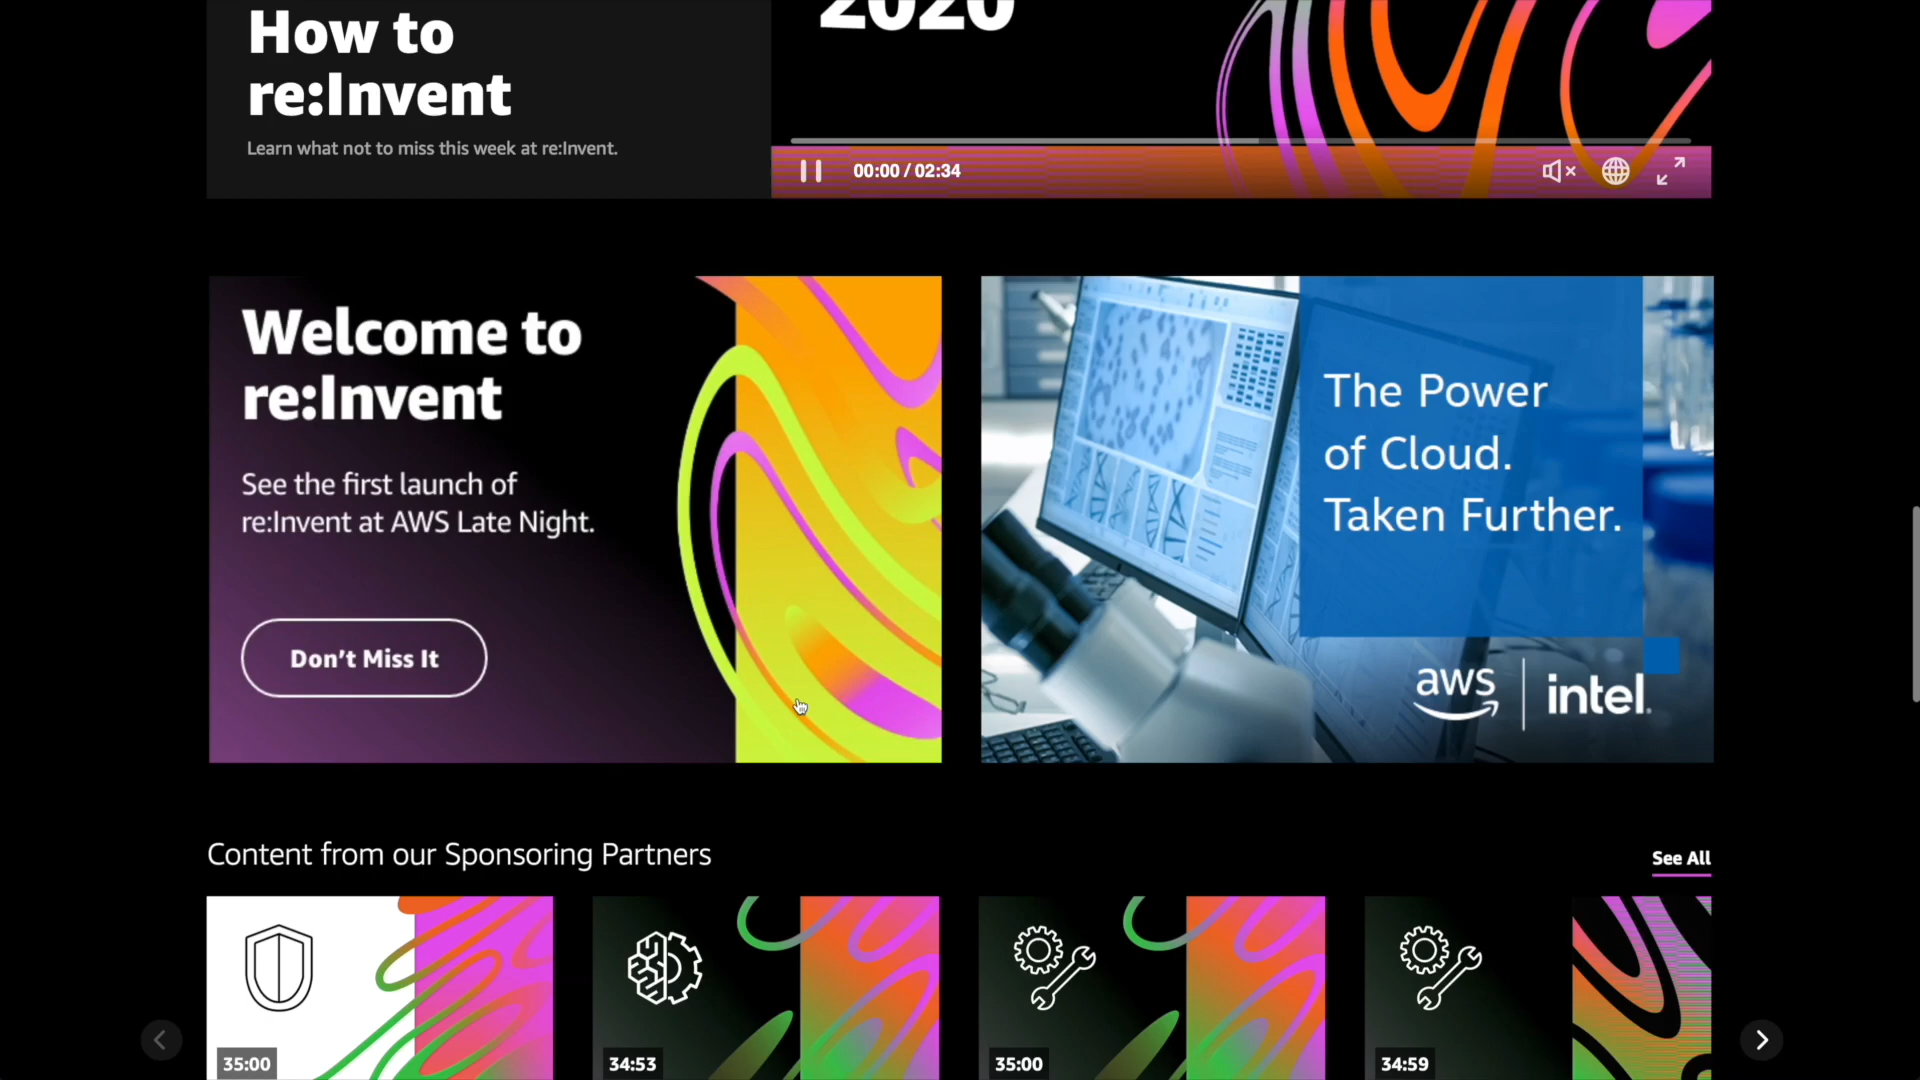 How to
re:Invent
Learn what not to miss this week at re:Invent.
2020
00:00 / 02:34
Welcome to
re:Invent
See the first launch of
re:Invent at AWS Late Night.
Don't Miss It
The Power
of Cloud.
Taken Further.
aws
intel.
Content from our Sponsoring Partners
See All
35:00
34:53
35:00
34:59